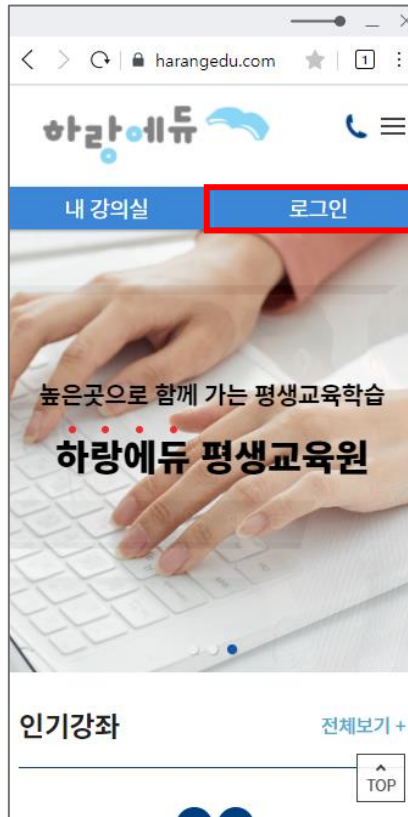 harangedu.com 1
하랑에듀
내 강의실 로그인
높은곳으로 함께 가는 평생교육학습
하랑에듀 평생교육원
인기강좌 전체보기 +
TOP